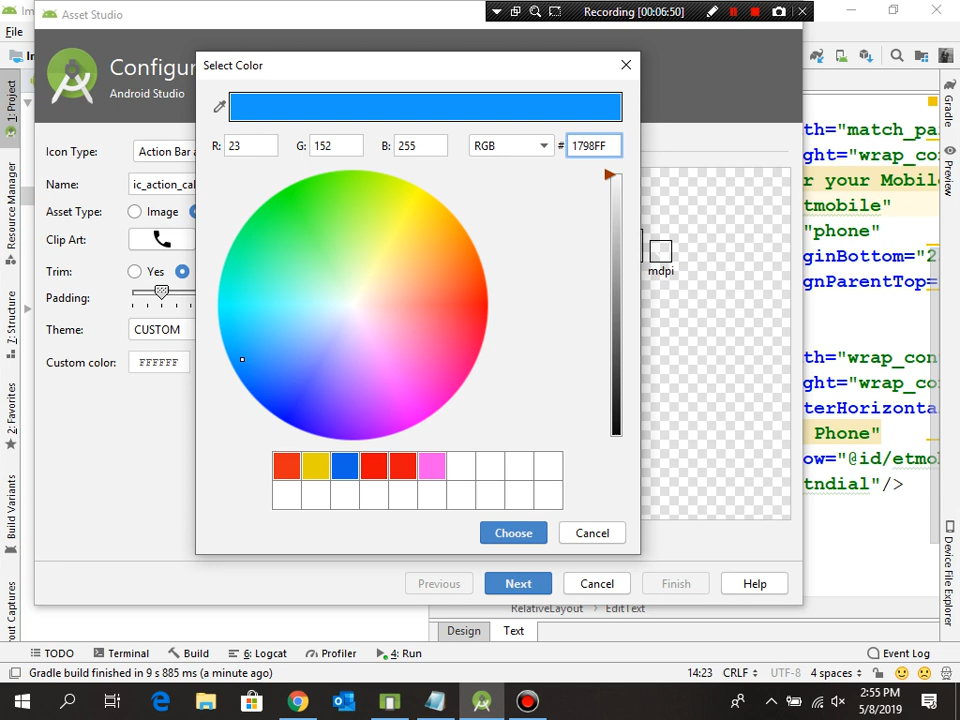 Asset Studio
Recording [00:06:50]
File
Configur
Android Studio
Select Color
R: 23 G: 152 B: 255 RGB # 1798FF
Icon Type: Action Bar a
Name: ic_action_cal
Asset Type: Image
Clip Art:
Trim: Yes
Padding:
Theme: CUSTOM
Custom color: FFFFFF
mdpi
Choose Cancel
Previous Next Cancel Finish Help
th="match_pa
ght="wrap_co
r your Mobil
tmobile"
"phone"
ginBottom="2
gnParentTop=
th="wrap_con
ght="wrap_co
terHorizonta
Phone"
ow="@id/etmo
tndial"/>
1: Project
Resource Manager
7: Structure
2: Favorites
Build Variants
out Captures
Gradle
Preview
Device File Explorer
RelativeLayout › EditText
Design Text
TODO Terminal Build 6: Logcat Profiler 4: Run Event Log
Gradle build finished in 9 s 885 ms (a minute ago) 14:23 CRLF UTF-8 4 spaces
2:55 PM
5/8/2019